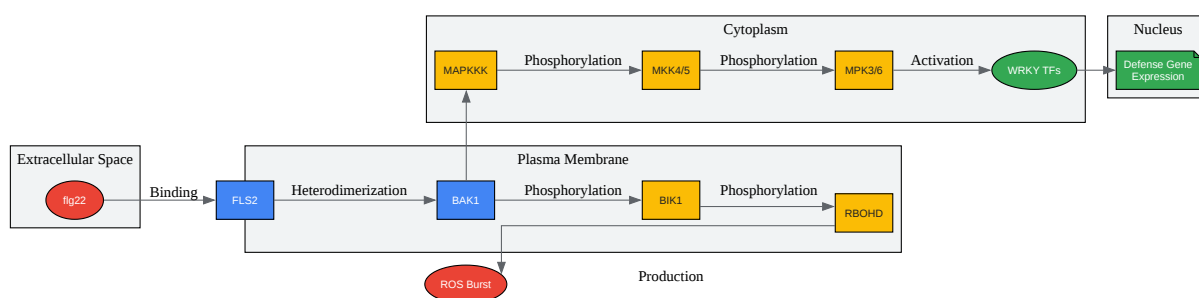 Cytoplasm
Nucleus
MAPKKK
Phosphorylation
MKK4/5
Phosphorylation
MPK3/6
Activation
WRKY TFs
Defense Gene
Expression
Extracellular Space
Plasma Membrane
flg22
Binding
FLS2
Heterodimerization
BAK1
Phosphorylation
BIK1
Phosphorylation
RBOHD
ROS Burst
Production